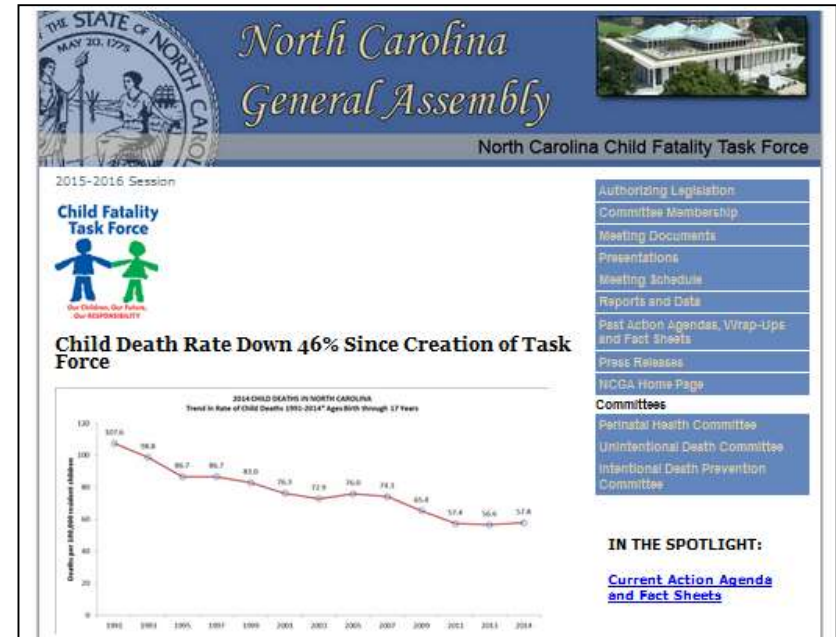 THE STATE OF NORTH CAROLINA
MAY 20, 1775
North Carolina
General Assembly
North Carolina Child Fatality Task Force
2015-2016 Session
Child Fatality
Task Force
Our Children, Our Future,
Our RESPONSIBILITY
Child Death Rate Down 46% Since Creation of Task
Force
2014 CHILD DEATHS IN NORTH CAROLINA
Trend in Rate of Child Deaths 1991-2014* Ages Birth through 17 Years
Deaths per 100,000 resident children
120
100
80
60
40
20
0
107.6
98.8
86.7
86.7
83.0
76.3
72.9
76.0
74.3
65.4
57.4
56.6
57.8
1991
1993
1995
1997
1999
2001
2003
2005
2007
2009
2011
2013
2014
Authorizing Legislation
Committee Membership
Meeting Documents
Presentations
Meeting Schedule
Reports and Data
Past Action Agendas, Wrap-Ups
and Fact Sheets
Press Releases
NCGA Home Page
Committees
Perinatal Health Committee
Unintentional Death Committee
Intentional Death Prevention
Committee
IN THE SPOTLIGHT:
Current Action Agenda
and Fact Sheets